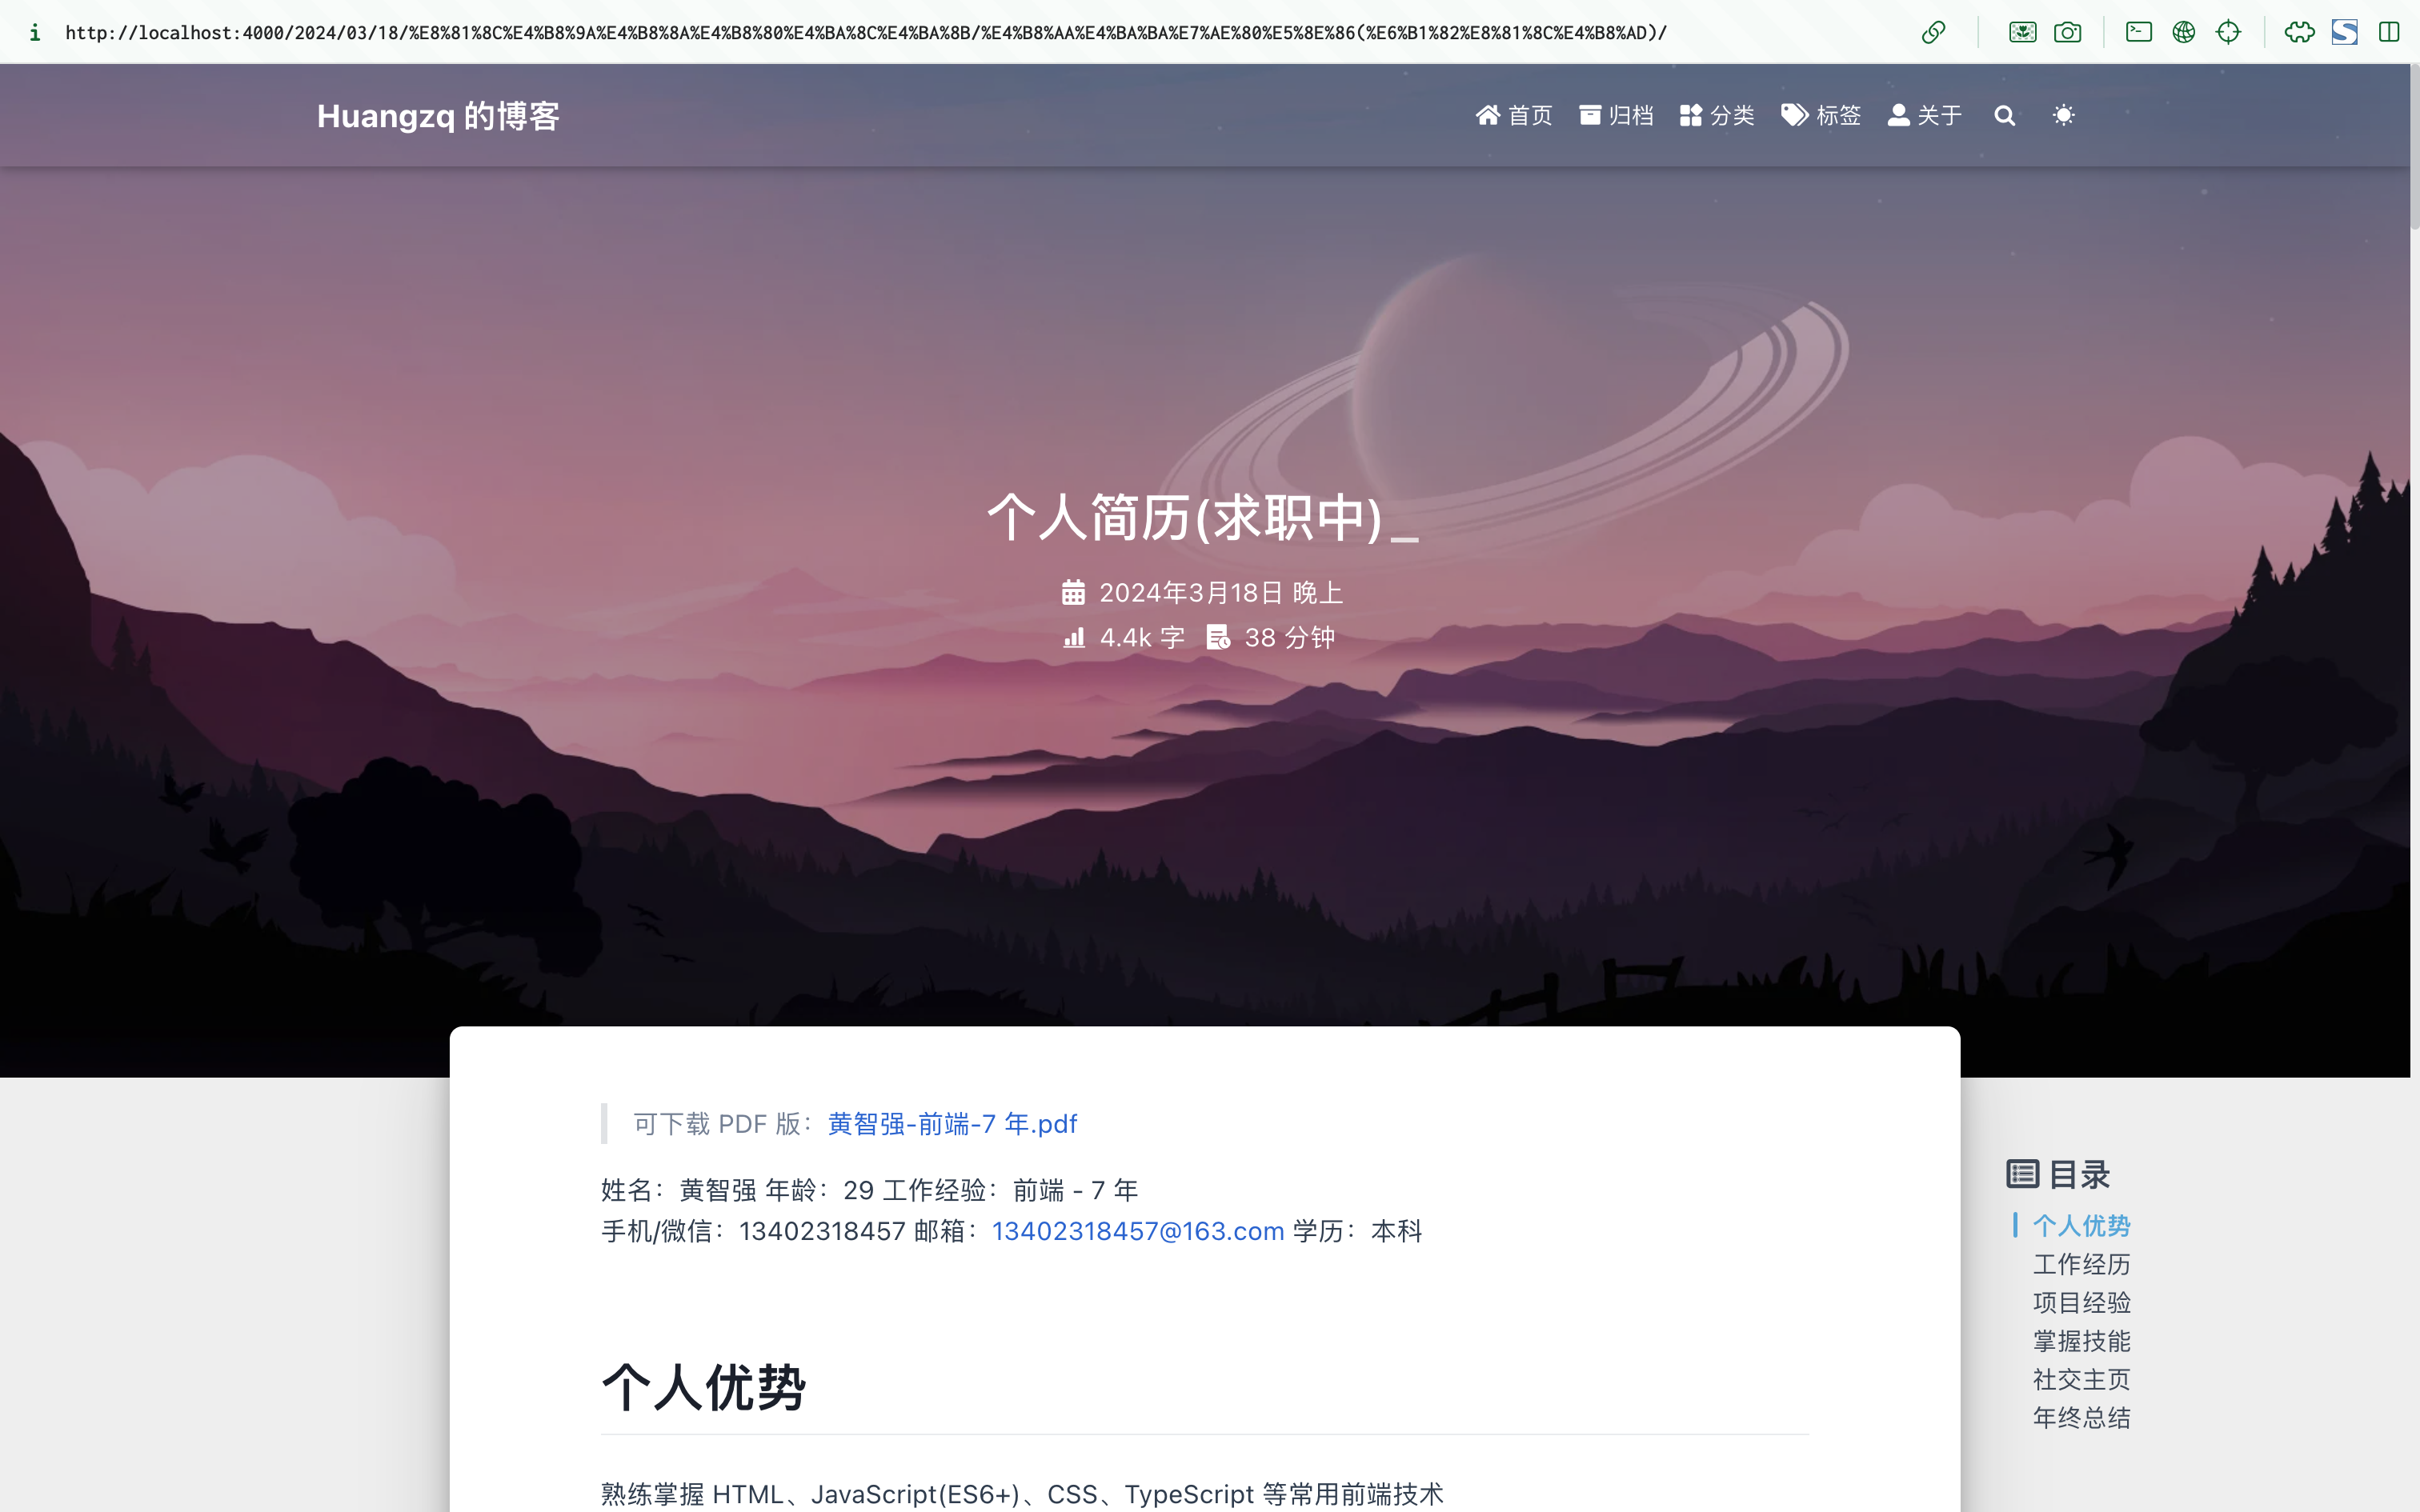 http://localhost:4000/2024/03/18/%E8%81%8C%E4%B8%9A%E4%B8%8A%E4%B8%80%E4%BA%8C%E4%BA%8B/%E4%B8%AA%E4%BA%BA%E7%AE%80%E5%8E%86(%E6%B1%82%E8%81%8C%E4%B8%AD)/
Huangzq 的博客
首页 归档 分类 标签 关于
个人简历(求职中)_
2024年3月18日 晚上
4.4k 字 38 分钟
可下载 PDF 版：黄智强-前端-7 年.pdf
姓名：黄智强 年龄：29 工作经验：前端 - 7 年
手机/微信：13402318457 邮箱：13402318457@163.com 学历：本科
个人优势
熟练掌握 HTML、JavaScript(ES6+)、CSS、TypeScript 等常用前端技术
目录
个人优势
工作经历
项目经验
掌握技能
社交主页
年终总结